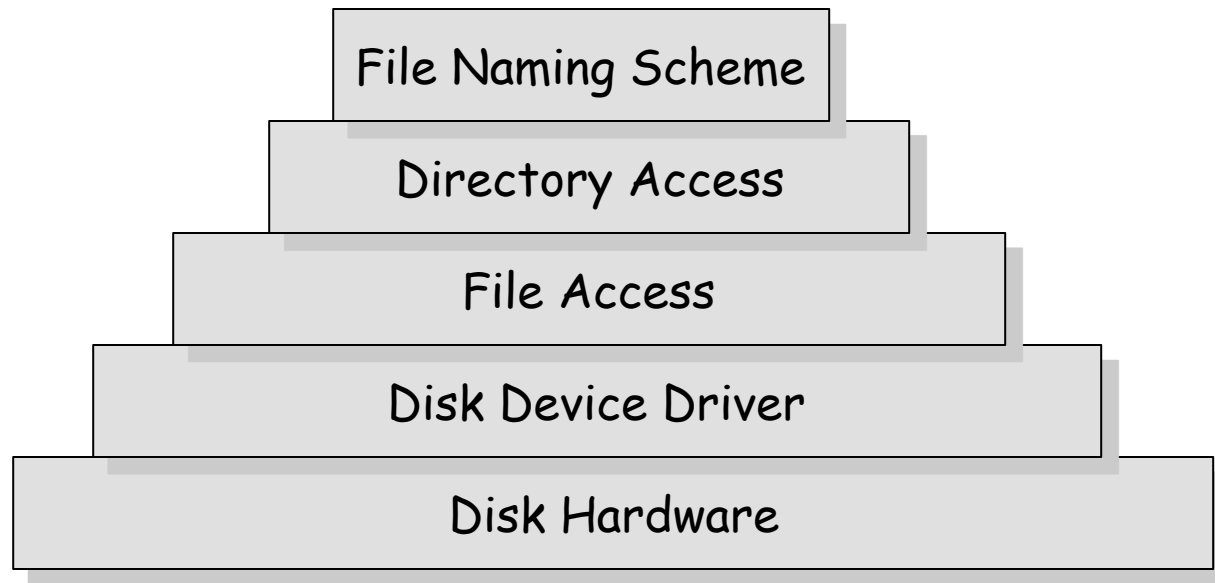 File Naming Scheme
Directory Access
File Access
Disk Device Driver
Disk Hardware